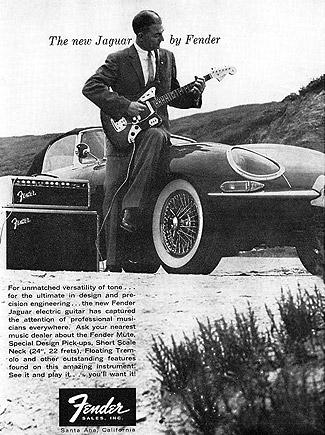 The new Jaguar by Fender
Fender
Fender
For unmatched versatility of tone . . .
for the ultimate in design and pre-
cision engineering . . . the new Fender
Jaguar electric guitar has captured
the attention of professional musi-
cians everywhere. Ask your nearest
music dealer about the Fender Mute,
Special Design Pick-ups, Short Scale
Neck (24", 22 frets), Floating Trem-
olo and other outstanding features
found on this amazing instrument.
See it and play it . . . you'll want it!
Fender
SALES, INC.
Santa Ana, California